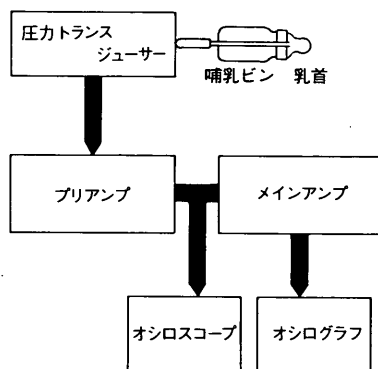 圧力トランス
ジューサー
哺乳ビン 乳首
プリアンプ
メインアンプ
オシロスコープ
オシログラフ